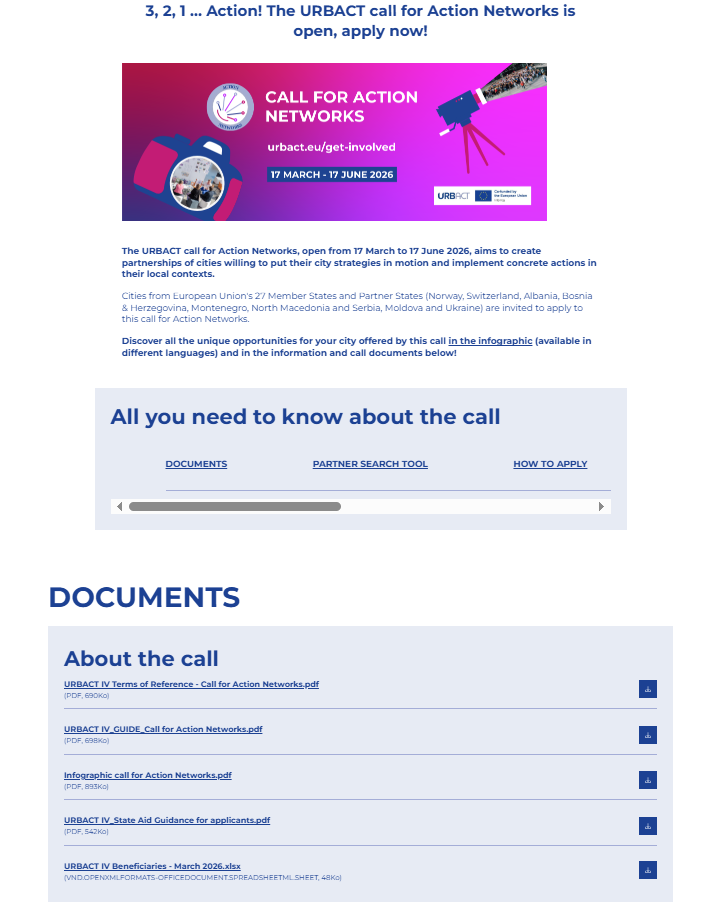 3, 2, 1 ... Action! The URBACT call for Action Networks is
open, apply now!
ACTION
NETWORKS
CALL FOR ACTION
NETWORKS
urbact.eu/get-involved
17 MARCH - 17 JUNE 2026
URBACT
Co-funded by
the European Union
The URBACT call for Action Networks, open from 17 March to 17 June 2026, aims to create
partnerships of cities willing to put their city strategies in motion and implement concrete actions in
their local contexts.
Cities from European Union's 27 Member States and Partner States (Norway, Switzerland, Albania, Bosnia
& Herzegovina, Montenegro, North Macedonia and Serbia, Moldova and Ukraine) are invited to apply to
this call for Action Networks.
Discover all the unique opportunities for your city offered by this call in the infographic (available in
different languages) and in the information and call documents below!
All you need to know about the call
DOCUMENTS
PARTNER SEARCH TOOL
HOW TO APPLY
DOCUMENTS
About the call
URBACT IV Terms of Reference - Call for Action Networks.pdf
(PDF, 690Ko)
URBACT IV_GUIDE_Call for Action Networks.pdf
(PDF, 698Ko)
Infographic call for Action Networks.pdf
(PDF, 893Ko)
URBACT IV_State Aid Guidance for applicants.pdf
(PDF, 542Ko)
URBACT IV Beneficiaries - March 2026.xlsx
(VND.OPENXMLFORMATS-OFFICEDOCUMENT.SPREADSHEETML.SHEET, 48Ko)